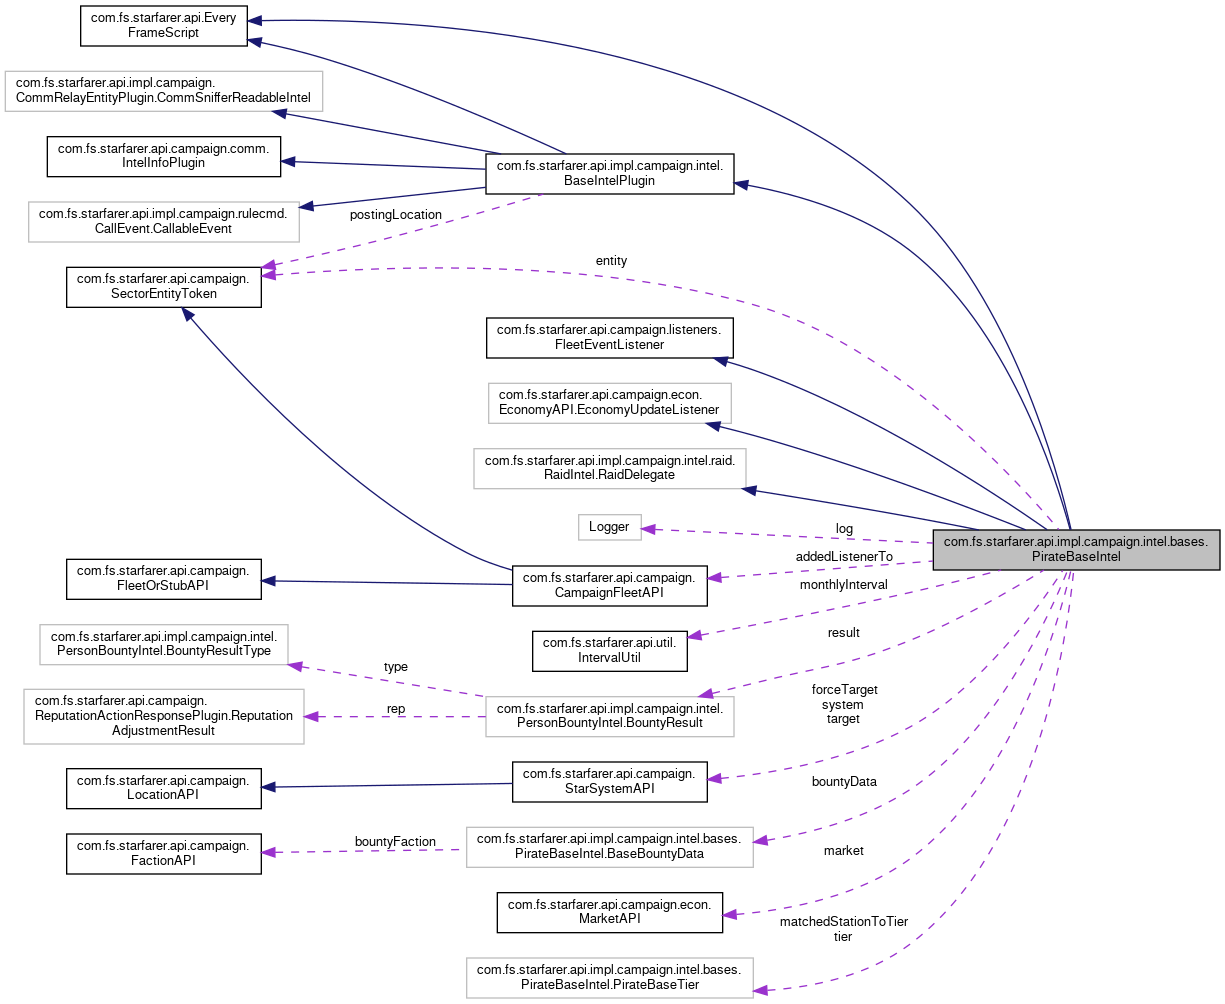 com.fs.starfarer.api.Every
FrameScript
com.fs.starfarer.api.impl.campaign.
CommRelayEntityPlugin.CommSnifferReadableIntel
com.fs.starfarer.api.campaign.comm.
IntelInfoPlugin
com.fs.starfarer.api.impl.campaign.intel.
BaseIntelPlugin
com.fs.starfarer.api.impl.campaign.rulecmd.
CallEvent.CallableEvent
postingLocation
entity
com.fs.starfarer.api.campaign.
SectorEntityToken
com.fs.starfarer.api.campaign.listeners.
FleetEventListener
com.fs.starfarer.api.campaign.econ.
EconomyAPI.EconomyUpdateListener
com.fs.starfarer.api.impl.campaign.intel.raid.
RaidIntel.RaidDelegate
Logger
log
com.fs.starfarer.api.impl.campaign.intel.bases.
PirateBaseIntel
addedListenerTo
com.fs.starfarer.api.campaign.
FleetOrStubAPI
com.fs.starfarer.api.campaign.
CampaignFleetAPI
monthlyInterval
com.fs.starfarer.api.impl.campaign.intel.
PersonBountyIntel.BountyResultType
com.fs.starfarer.api.util.
IntervalUtil
result
type
com.fs.starfarer.api.campaign.
ReputationActionResponsePlugin.Reputation
AdjustmentResult
rep
com.fs.starfarer.api.impl.campaign.intel.
PersonBountyIntel.BountyResult
forceTarget
system
target
com.fs.starfarer.api.campaign.
LocationAPI
com.fs.starfarer.api.campaign.
StarSystemAPI
bountyData
com.fs.starfarer.api.campaign.
FactionAPI
bountyFaction
com.fs.starfarer.api.impl.campaign.intel.bases.
PirateBaseIntel.BaseBountyData
market
com.fs.starfarer.api.campaign.econ.
MarketAPI
matchedStationToTier
tier
com.fs.starfarer.api.impl.campaign.intel.bases.
PirateBaseIntel.PirateBaseTier